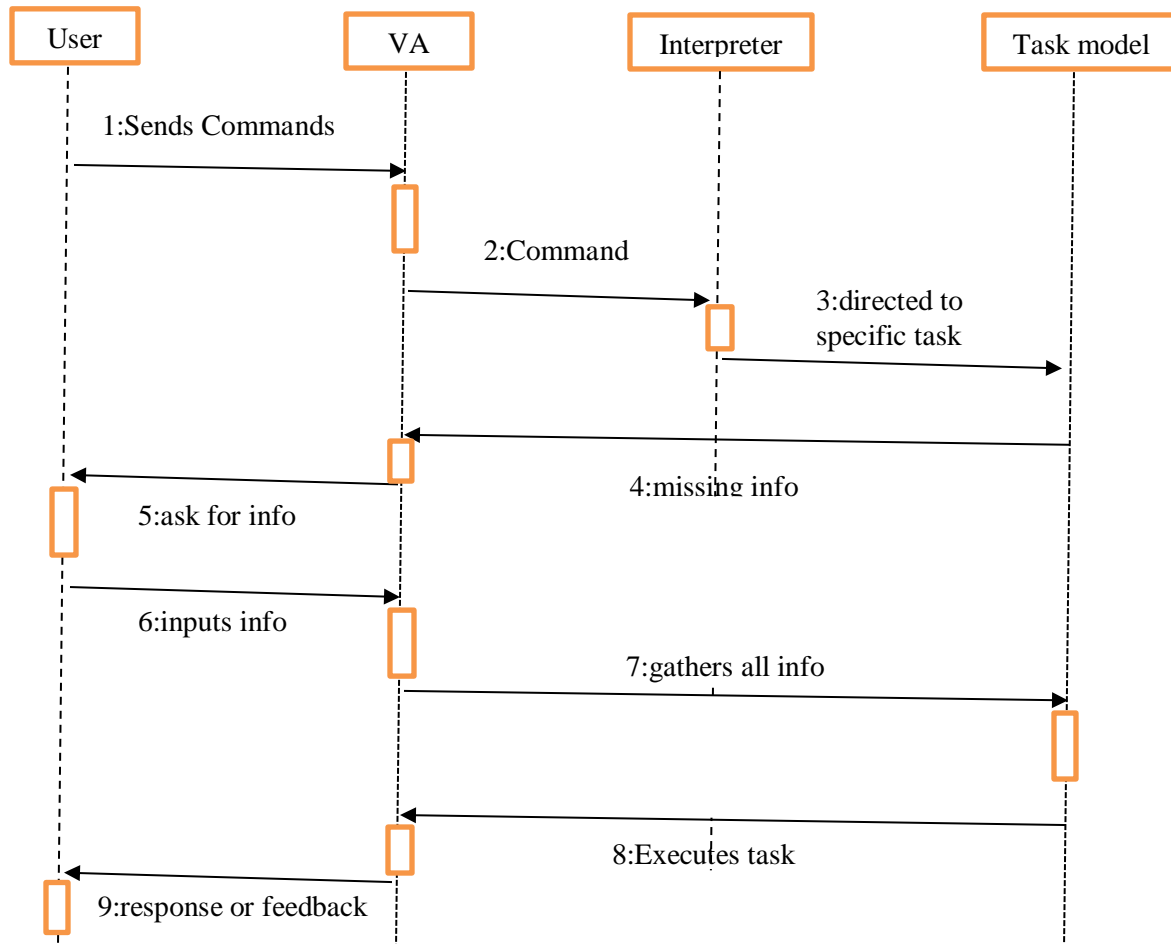 User
VA
Interpreter
Task model
1:Sends Commands
2:Command
3:directed to
specific task
4:missing info
5:ask for info
6:inputs info
7:gathers all info
8:Executes task
9:response or feedback